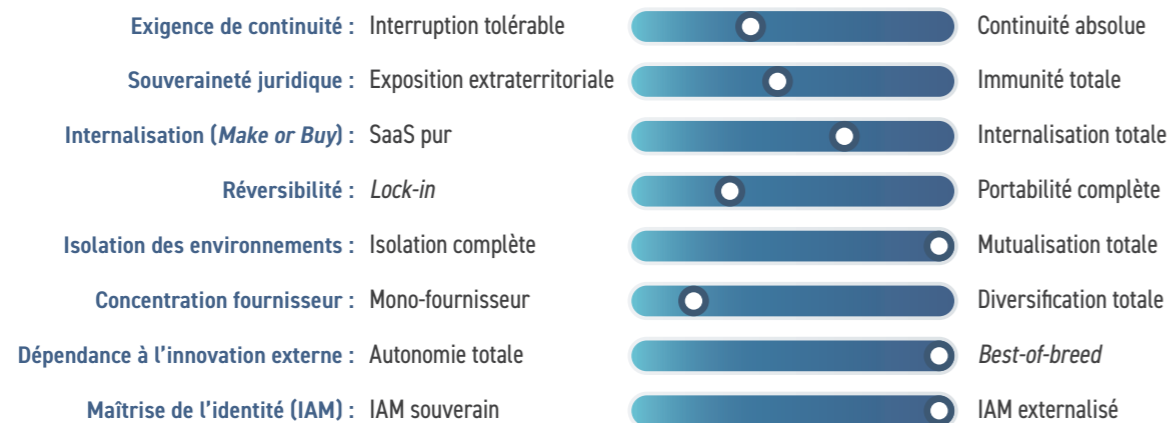 Exigence de continuité : Interruption tolérable Continuité absolue
Souveraineté juridique : Exposition extraterritoriale Immunité totale
Internalisation (Make or Buy) : SaaS pur Internalisation totale
Réversibilité : Lock-in Portabilité complète
Isolation des environnements : Isolation complète Mutualisation totale
Concentration fournisseur : Mono-fournisseur Diversification totale
Dépendance à l’innovation externe : Autonomie totale Best-of-breed
Maîtrise de l’identité (IAM) : IAM souverain IAM externalisé